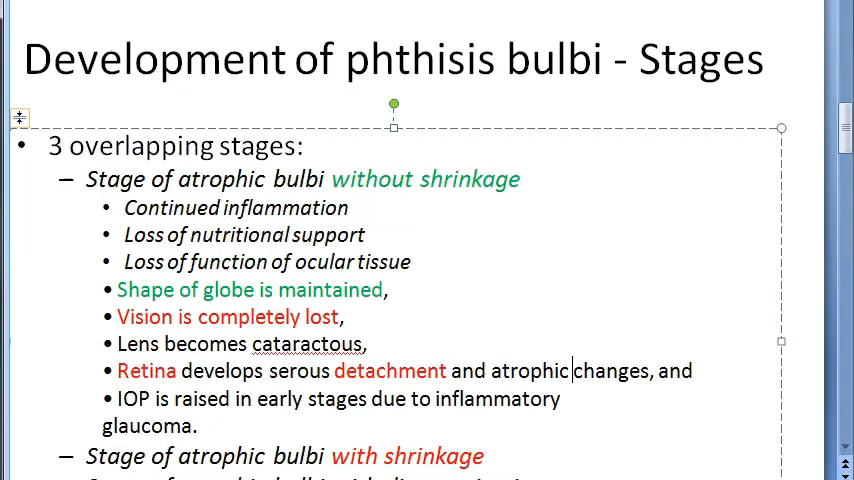 Development of phthisis bulbi - Stages
• 3 overlapping stages:
– Stage of atrophic bulbi without shrinkage
• Continued inflammation
• Loss of nutritional support
• Loss of function of ocular tissue
• Shape of globe is maintained,
• Vision is completely lost,
• Lens becomes cataractous,
• Retina develops serous detachment and atrophic changes, and
• IOP is raised in early stages due to inflammatory
glaucoma.
– Stage of atrophic bulbi with shrinkage